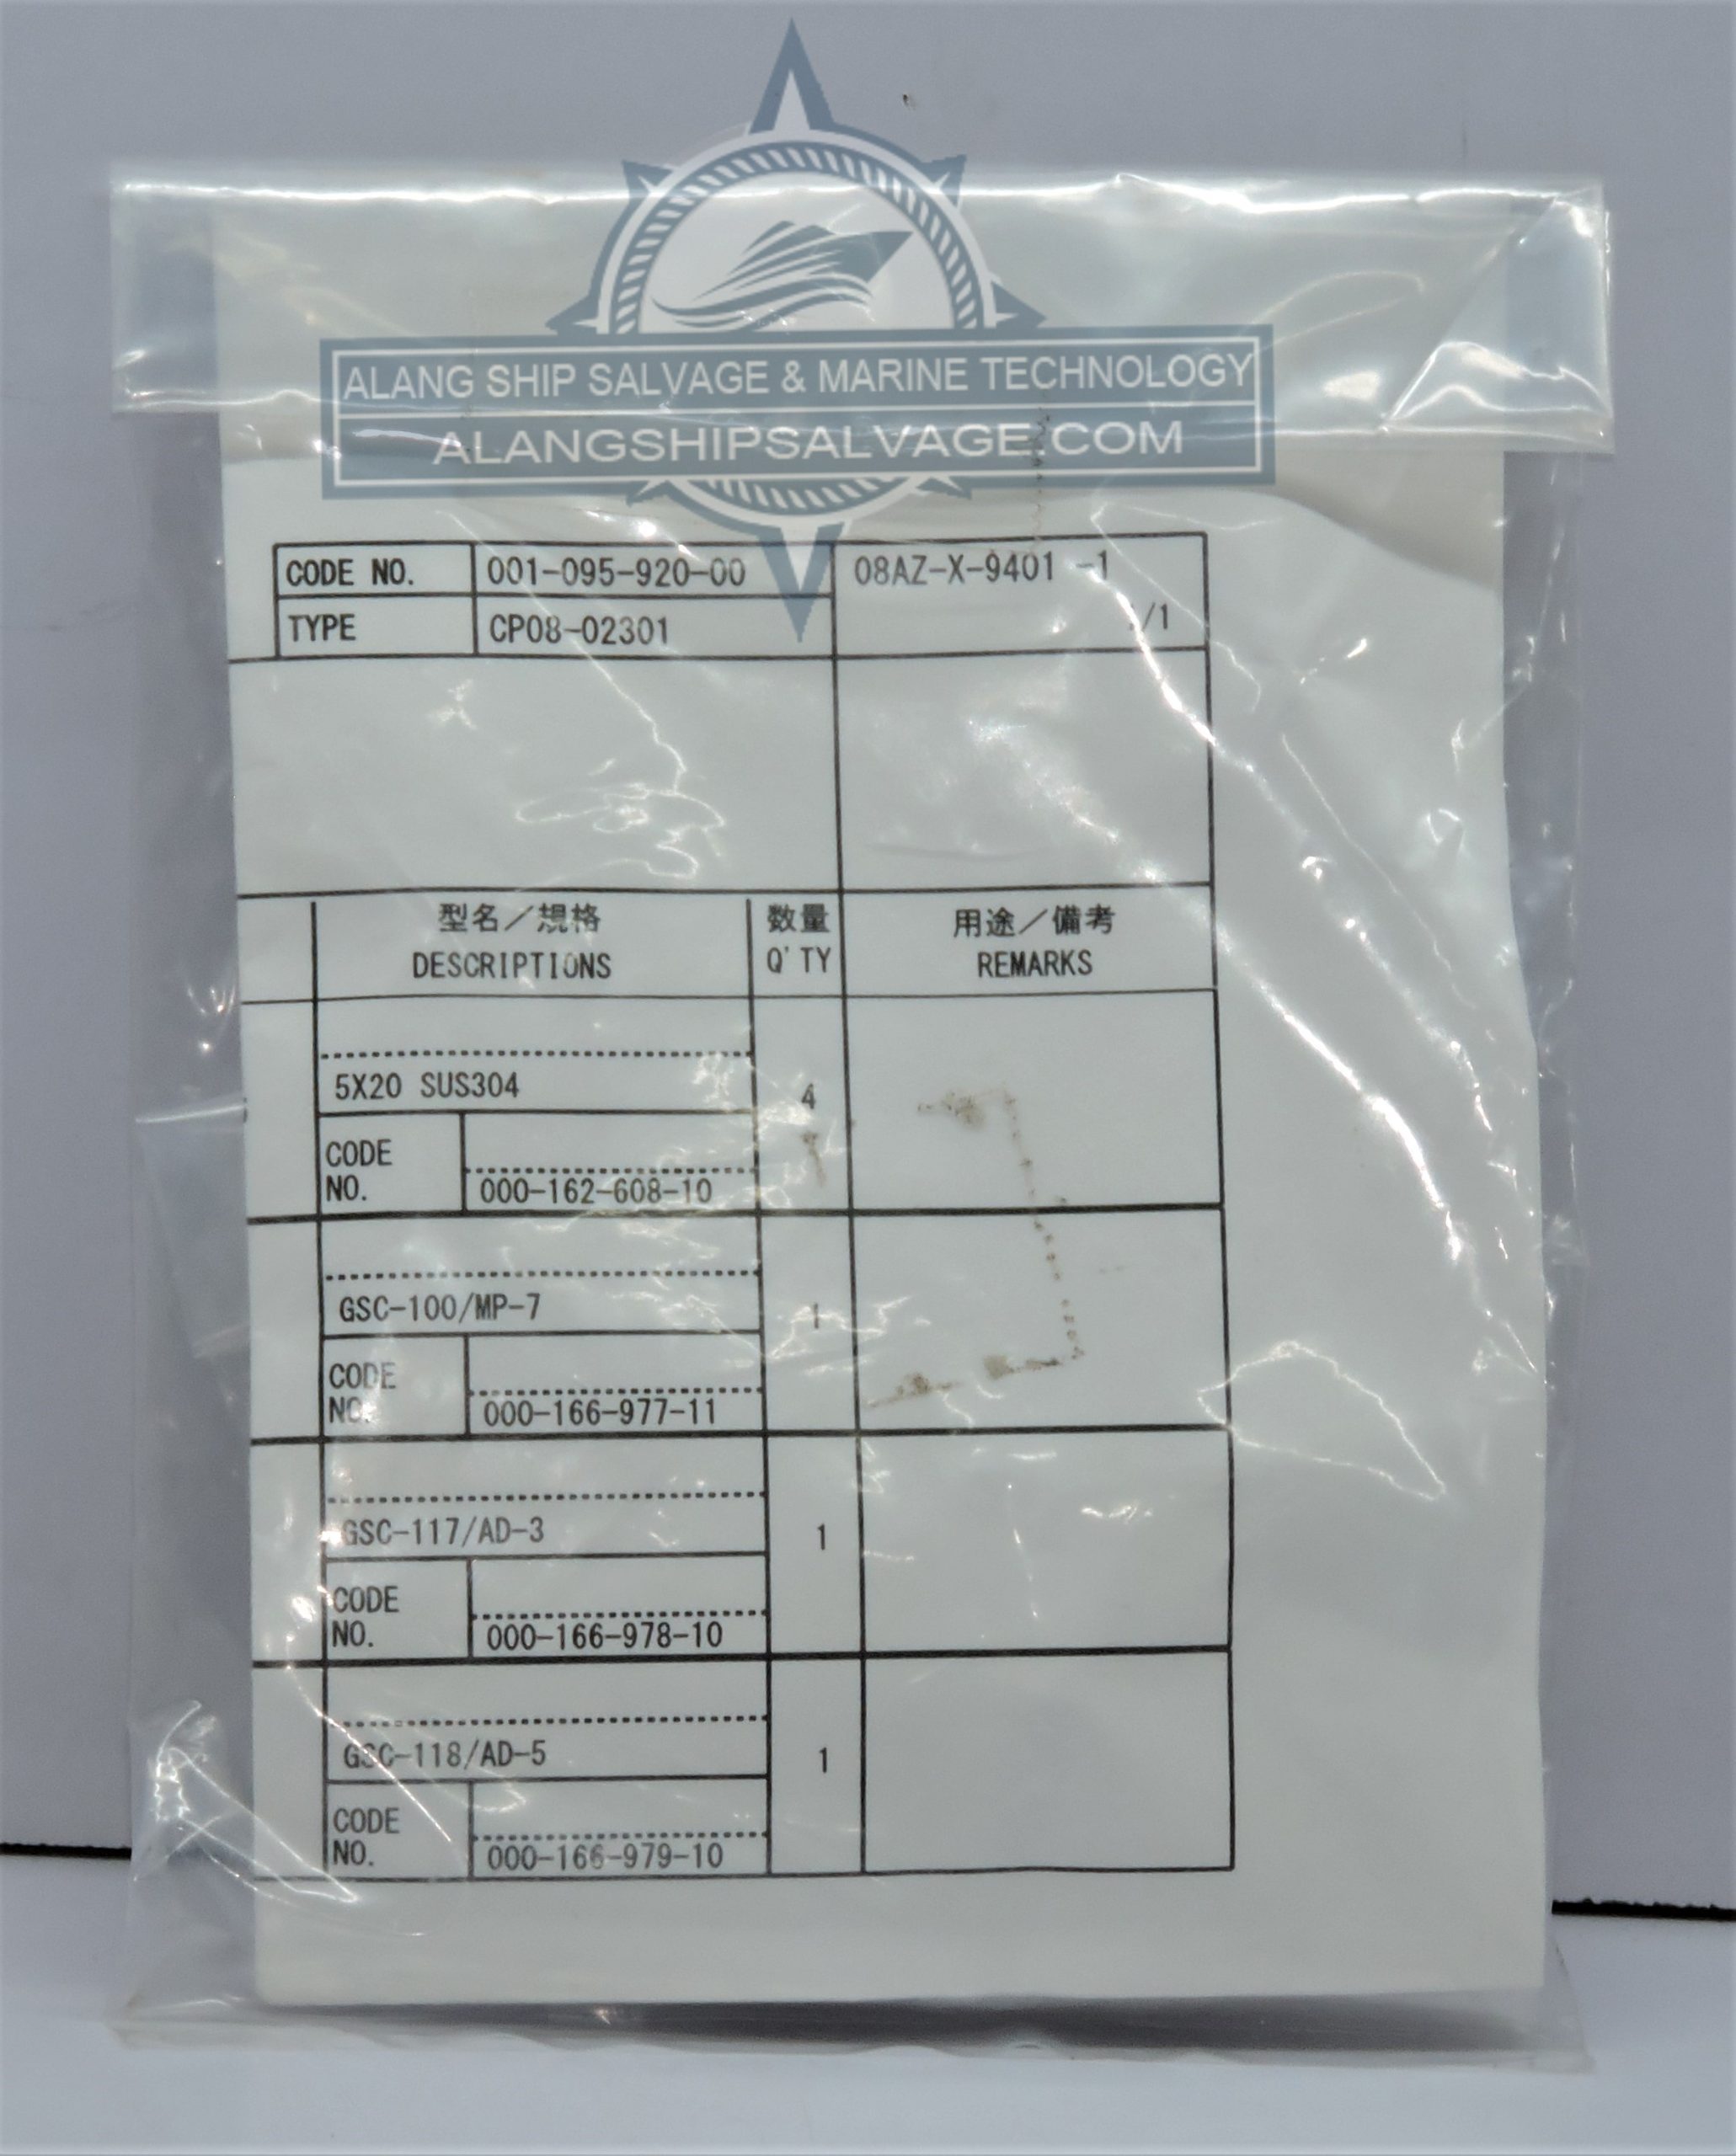 ALANG SHIP SALVAGE & MARINE TECHNOLOGY
ALANGSHIPSALVAGE.COM
CODE NO. 001-095-920-00 08AZ-X-9401 -1
/1
TYPE CP08-02301
型名／規格 数量 用途／備考
DESCRIPTIONS Q'TY REMARKS
5X20 SUS304 4
CODE
NO. 000-162-608-10
GSC-100/MP-7 1
CODE
NO. 000-166-977-11
GSC-117/AD-3 1
CODE
NO. 000-166-978-10
GSC-118/AD-5 1
CODE
NO. 000-166-979-10